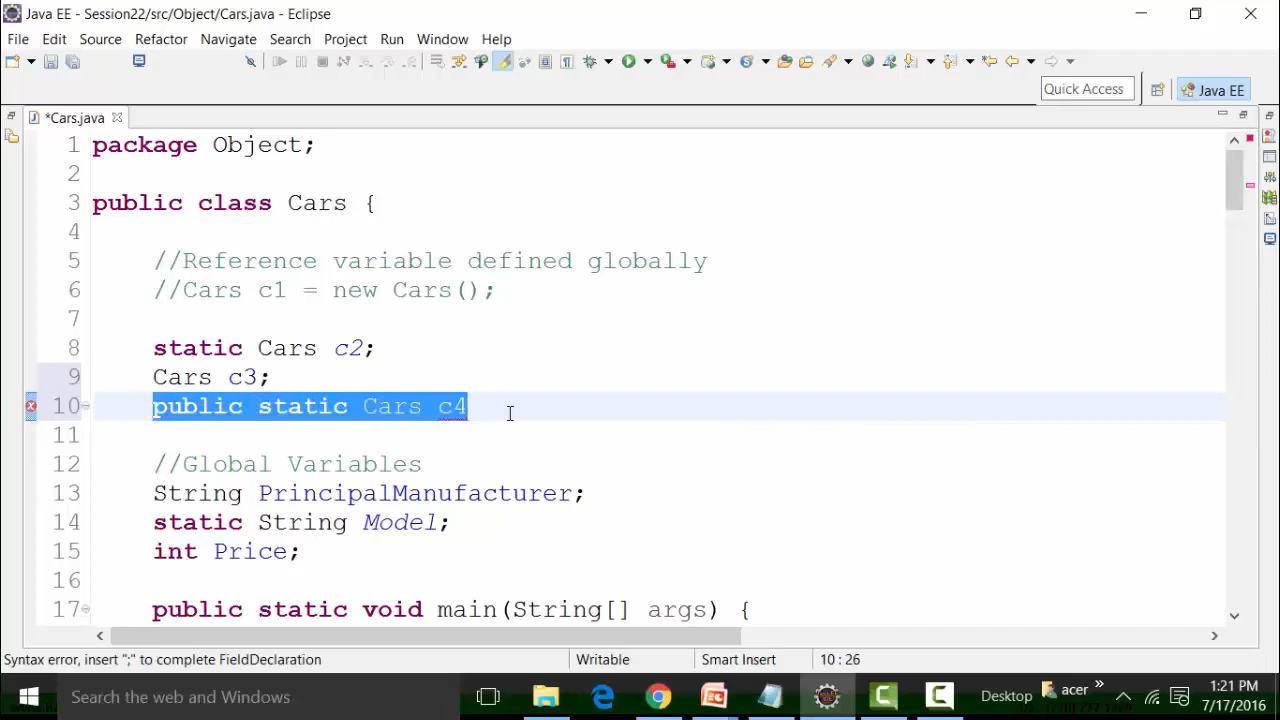 Java EE - Session22/src/Object/Cars.java - Eclipse
File Edit Source Refactor Navigate Search Project Run Window Help
Quick Access
Java EE
*Cars.java
1 package Object;
2
3 public class Cars {
4
5 //Reference variable defined globally
6 //Cars c1 = new Cars();
7
8 static Cars c2;
9 Cars c3;
10 public static Cars c4
11
12 //Global Variables
13 String PrincipalManufacturer;
14 static String Model;
15 int Price;
16
17 public static void main(String[] args) {
Syntax error, insert ";" to complete FieldDeclaration
Writable
Smart Insert
10 : 26
Search the web and Windows
Desktop
acer
1:21 PM
7/17/2016